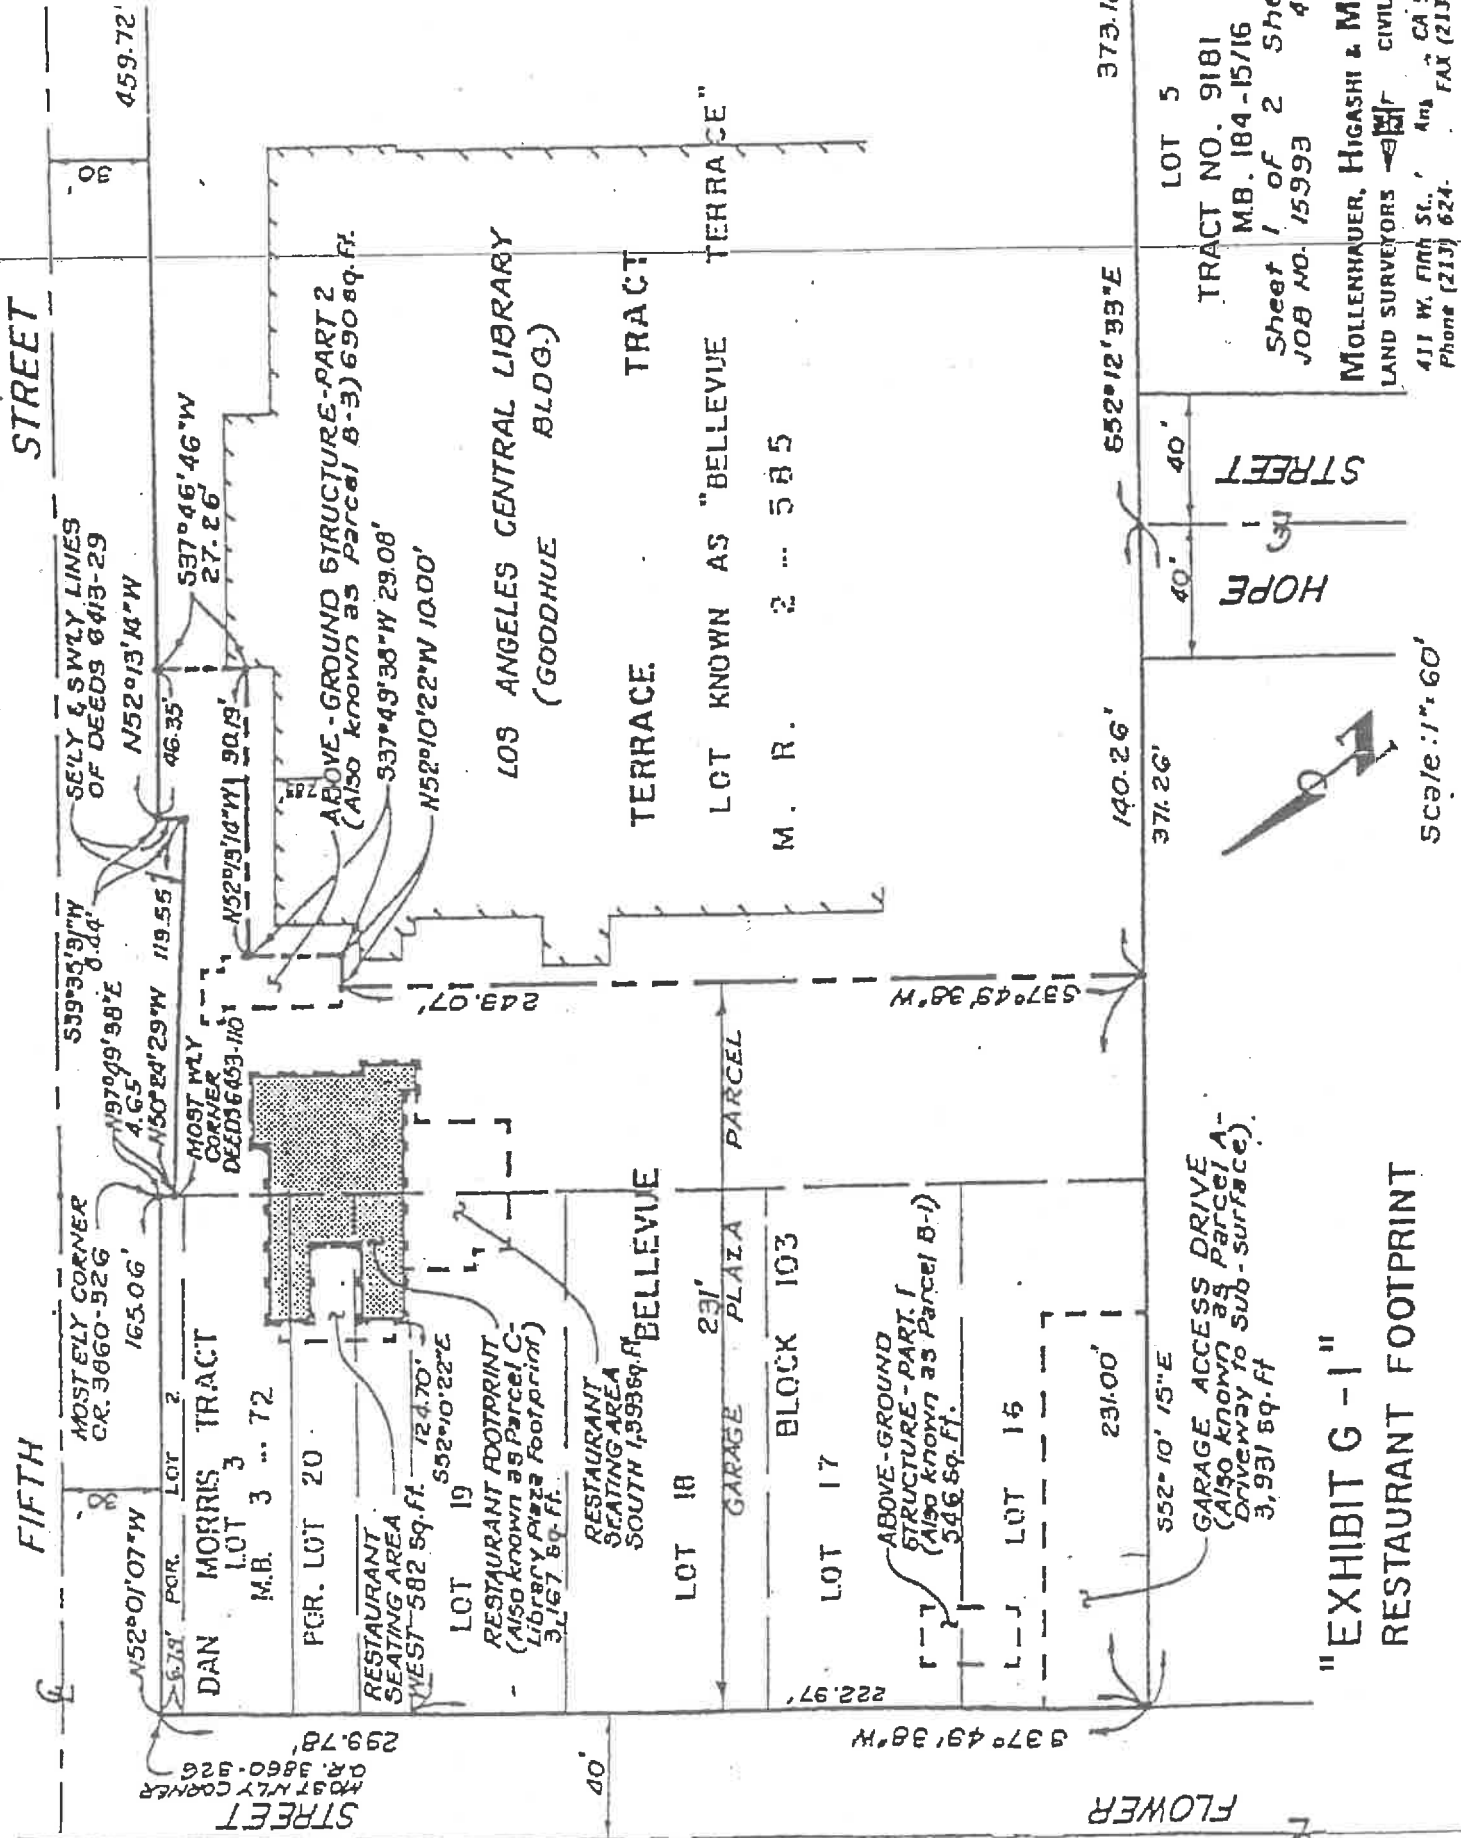 FIFTH
STREET
℄
N52°01'07"W
30'
MOST ELY CORNER
O.R. 3860-326
165.06'
S39°35'31"W
8.44'
N37°49'38"E
4.65'
N50°24'29"W 119.55'
MOST WLY
CORNER
DEEDS 6453-110
SE'LY & SWLY LINES
OF DEEDS 6413-29
N52°13'14"W
46.35'
S37°46'46"W
27.26'
30'
459.72'
6.79'
POR. LOT 2
DAN MORRIS TRACT
LOT 3
M.B. 3 -- 72
POR. LOT 20
N52°13'14"W 90.19'
ABOVE-GROUND STRUCTURE-PART 2
(Also known as Parcel B-3) 690 sq.ft.
S37°49'38"W 29.08'
N52°10'22"W 10.00'
LOS ANGELES CENTRAL LIBRARY
(GOODHUE BLDG.)
RESTAURANT
SEATING AREA
WEST-582 sq.ft.
124.70'
S52°10'22"E
LOT 19
RESTAURANT FOOTPRINT
(Also known as Parcel C-
Library Plaza Footprint)
3,167 sq. ft.
RESTAURANT
SEATING AREA
SOUTH 1,393 sq.ft.
249.07'
BELLEVUE
TERRACE
TRACT
LOT 18
LOT KNOWN AS "BELLEVUE TERRACE"
M. R. 2 -- 585
231'
GARAGE PLAZA PARCEL
BLOCK 103
LOT 17
ABOVE-GROUND
STRUCTURE-PART. 1
(Also known as Parcel B-1)
546 sq. ft.
LOT 16
222.97'
S37°49'38"W
S37°49'38"W
231.00'
S52°10'15"E
140.26'
371.26'
S52°12'33"E
MOST N'LY CORNER
O.R. 3860-326
299.78'
STREET
40'
FLOWER
GARAGE ACCESS DRIVE
(Also known as Parcel A-
Driveway to sub-surface)
3,931 sq. ft
40'
40'
HOPE
STREET
LOT 5
TRACT NO. 9181
M.B. 184-15/16
Sheet 1 of 2 She
JOB NO. 15993
MOLLENHAUER, HIGASHI & M
LAND SURVEYORS CIVIL
411 W. Fifth St., CA
Phone (213) 624- FAX (213
Scale: 1"=60'
"EXHIBIT G-1"
RESTAURANT FOOTPRINT